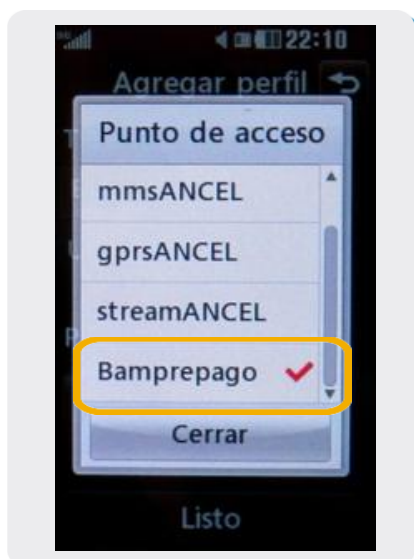 22:10
Agregar perfil
Punto de acceso
mmsANCEL
gprsANCEL
streamANCEL
Bamprepago
Cerrar
Listo